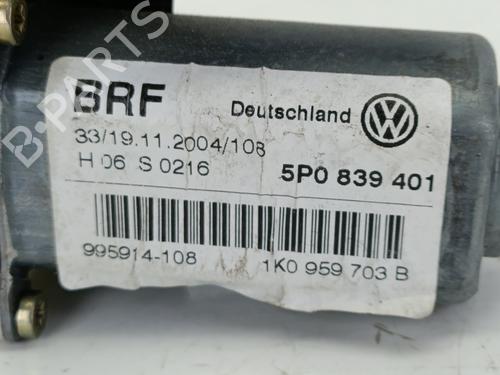 BRF Deutschland
33/19.11.2004/108
H 06 S 0216
5P0 839 401
995914-108 1K0 959 703 B
B-PARTS